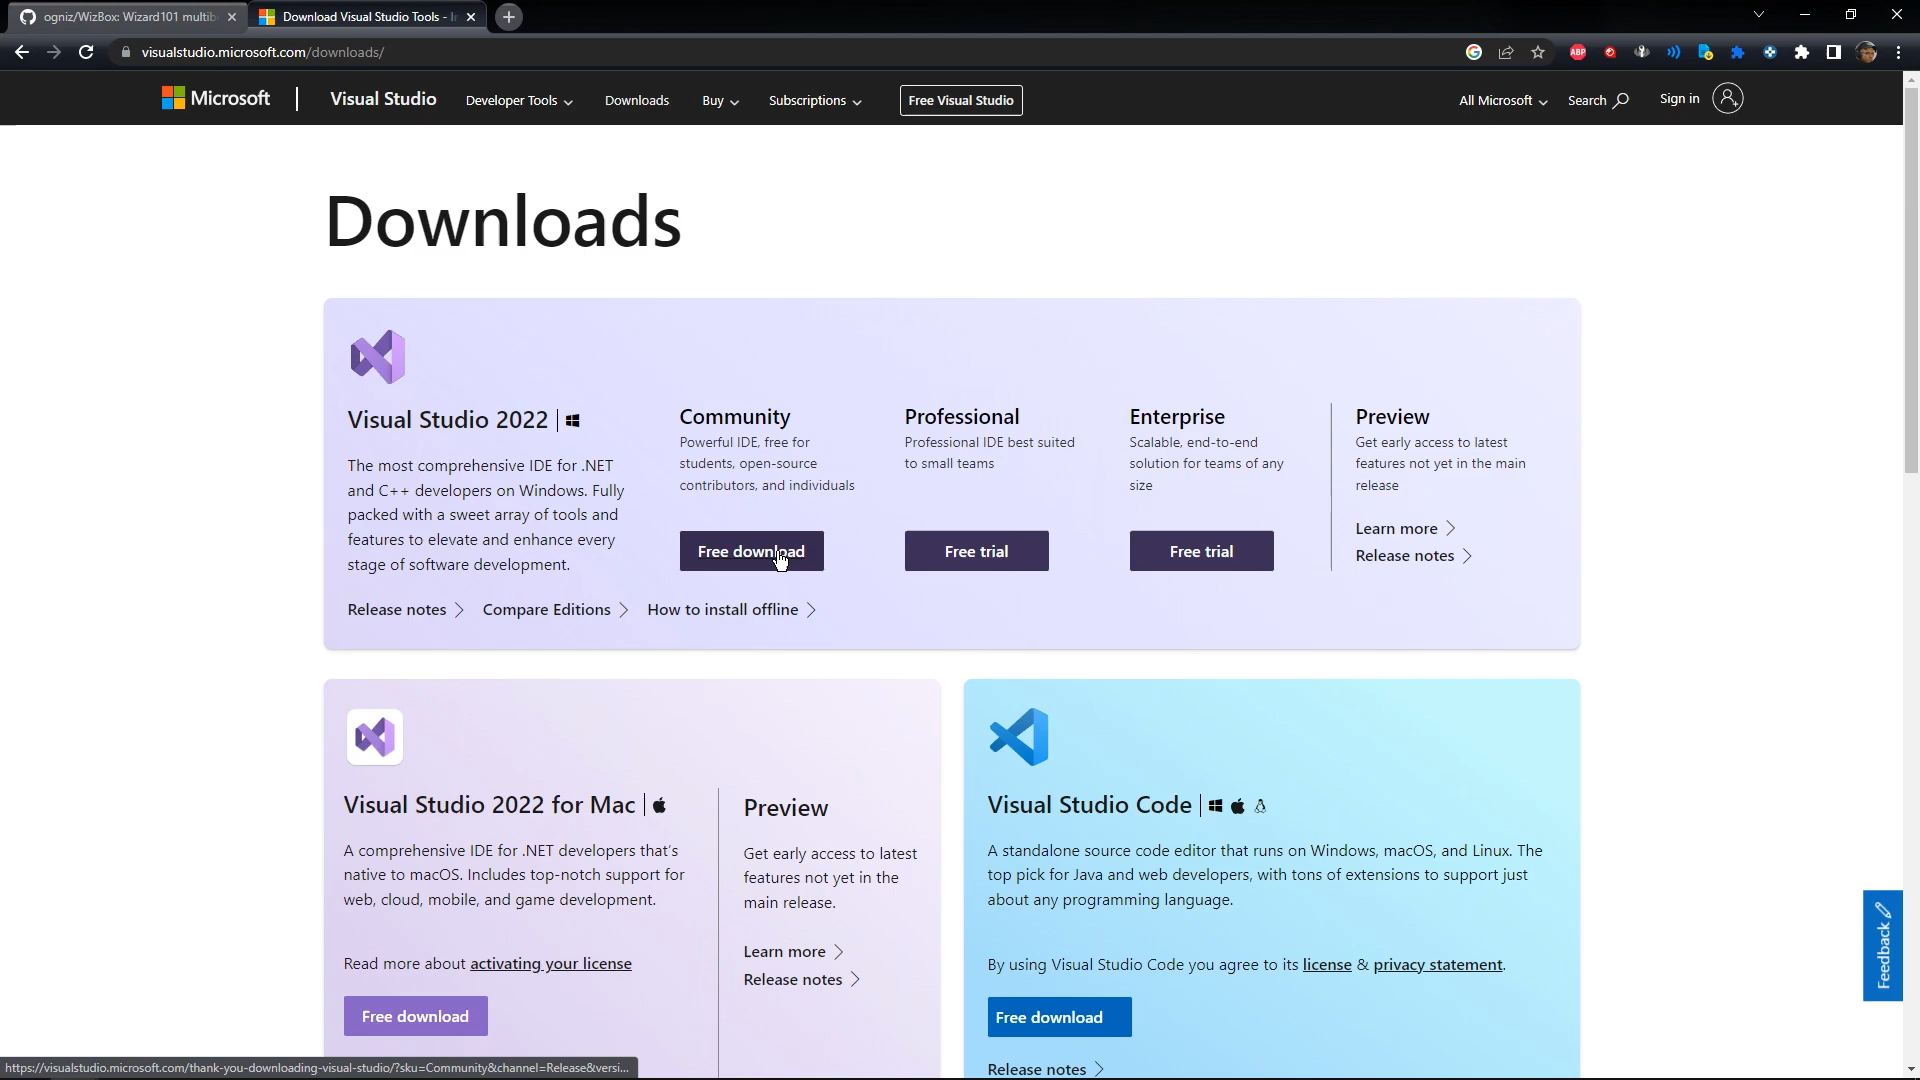 ogniz/WizBox: Wizard101 multib
Download Visual Studio Tools - I
visualstudio.microsoft.com/downloads/
ABP
Microsoft
Visual Studio
Developer Tools
Downloads
Buy
Subscriptions
Free Visual Studio
All Microsoft
Search
Sign in
Downloads
Visual Studio 2022
The most comprehensive IDE for .NET
and C++ developers on Windows. Fully
packed with a sweet array of tools and
features to elevate and enhance every
stage of software development.
Community
Powerful IDE, free for
students, open-source
contributors, and individuals
Free download
Professional
Professional IDE best suited
to small teams
Free trial
Enterprise
Scalable, end-to-end
solution for teams of any
size
Free trial
Preview
Get early access to latest
features not yet in the main
release
Learn more
Release notes
Release notes
Compare Editions
How to install offline
Visual Studio 2022 for Mac
A comprehensive IDE for .NET developers that's
native to macOS. Includes top-notch support for
web, cloud, mobile, and game development.
Read more about activating your license
Free download
Preview
Get early access to latest
features not yet in the
main release.
Learn more
Release notes
Visual Studio Code
A standalone source code editor that runs on Windows, macOS, and Linux. The
top pick for Java and web developers, with tons of extensions to support just
about any programming language.
By using Visual Studio Code you agree to its license & privacy statement.
Free download
Release notes
Feedback
https://visualstudio.microsoft.com/thank-you-downloading-visual-studio/?sku=Community&channel=Release&versi...